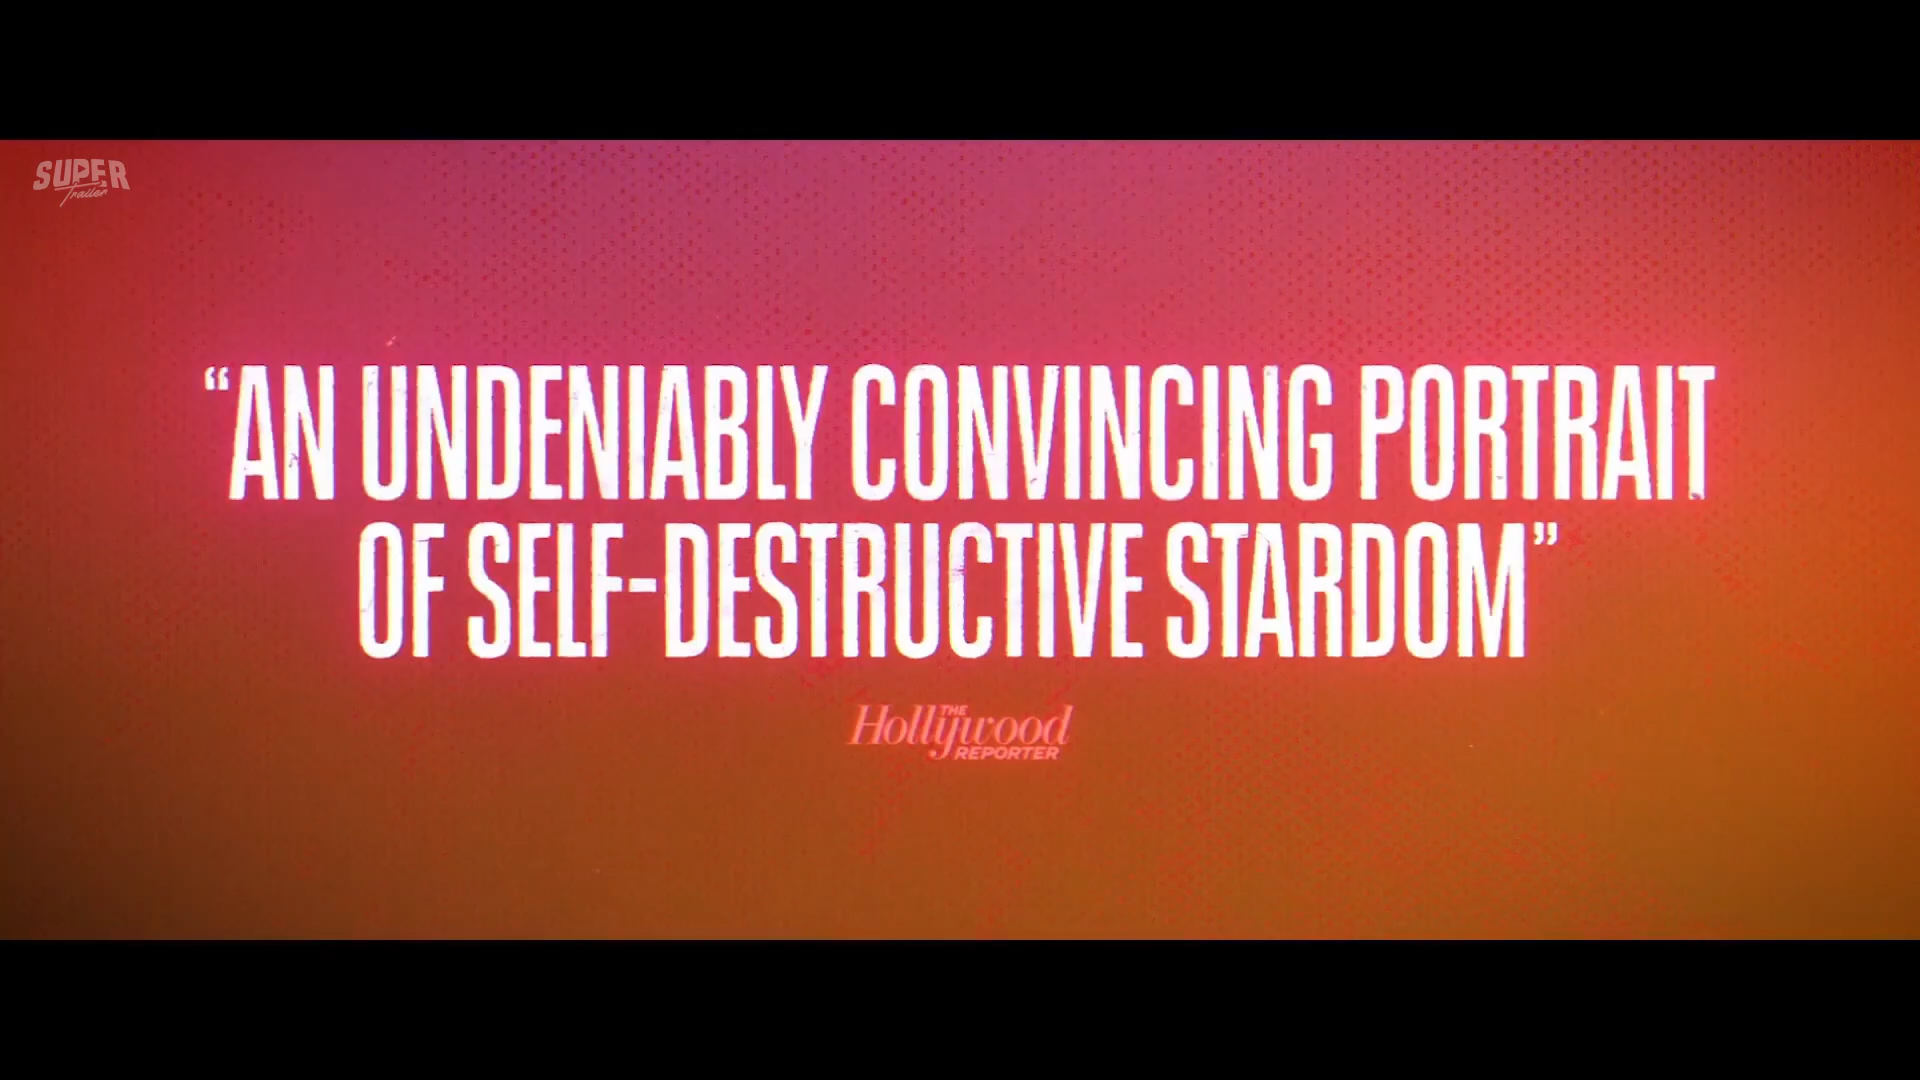 SUPER
Trailer
“AN UNDENIABLY CONVINCING PORTRAIT
OF SELF-DESTRUCTIVE STARDOM”
THE
Hollywood
REPORTER